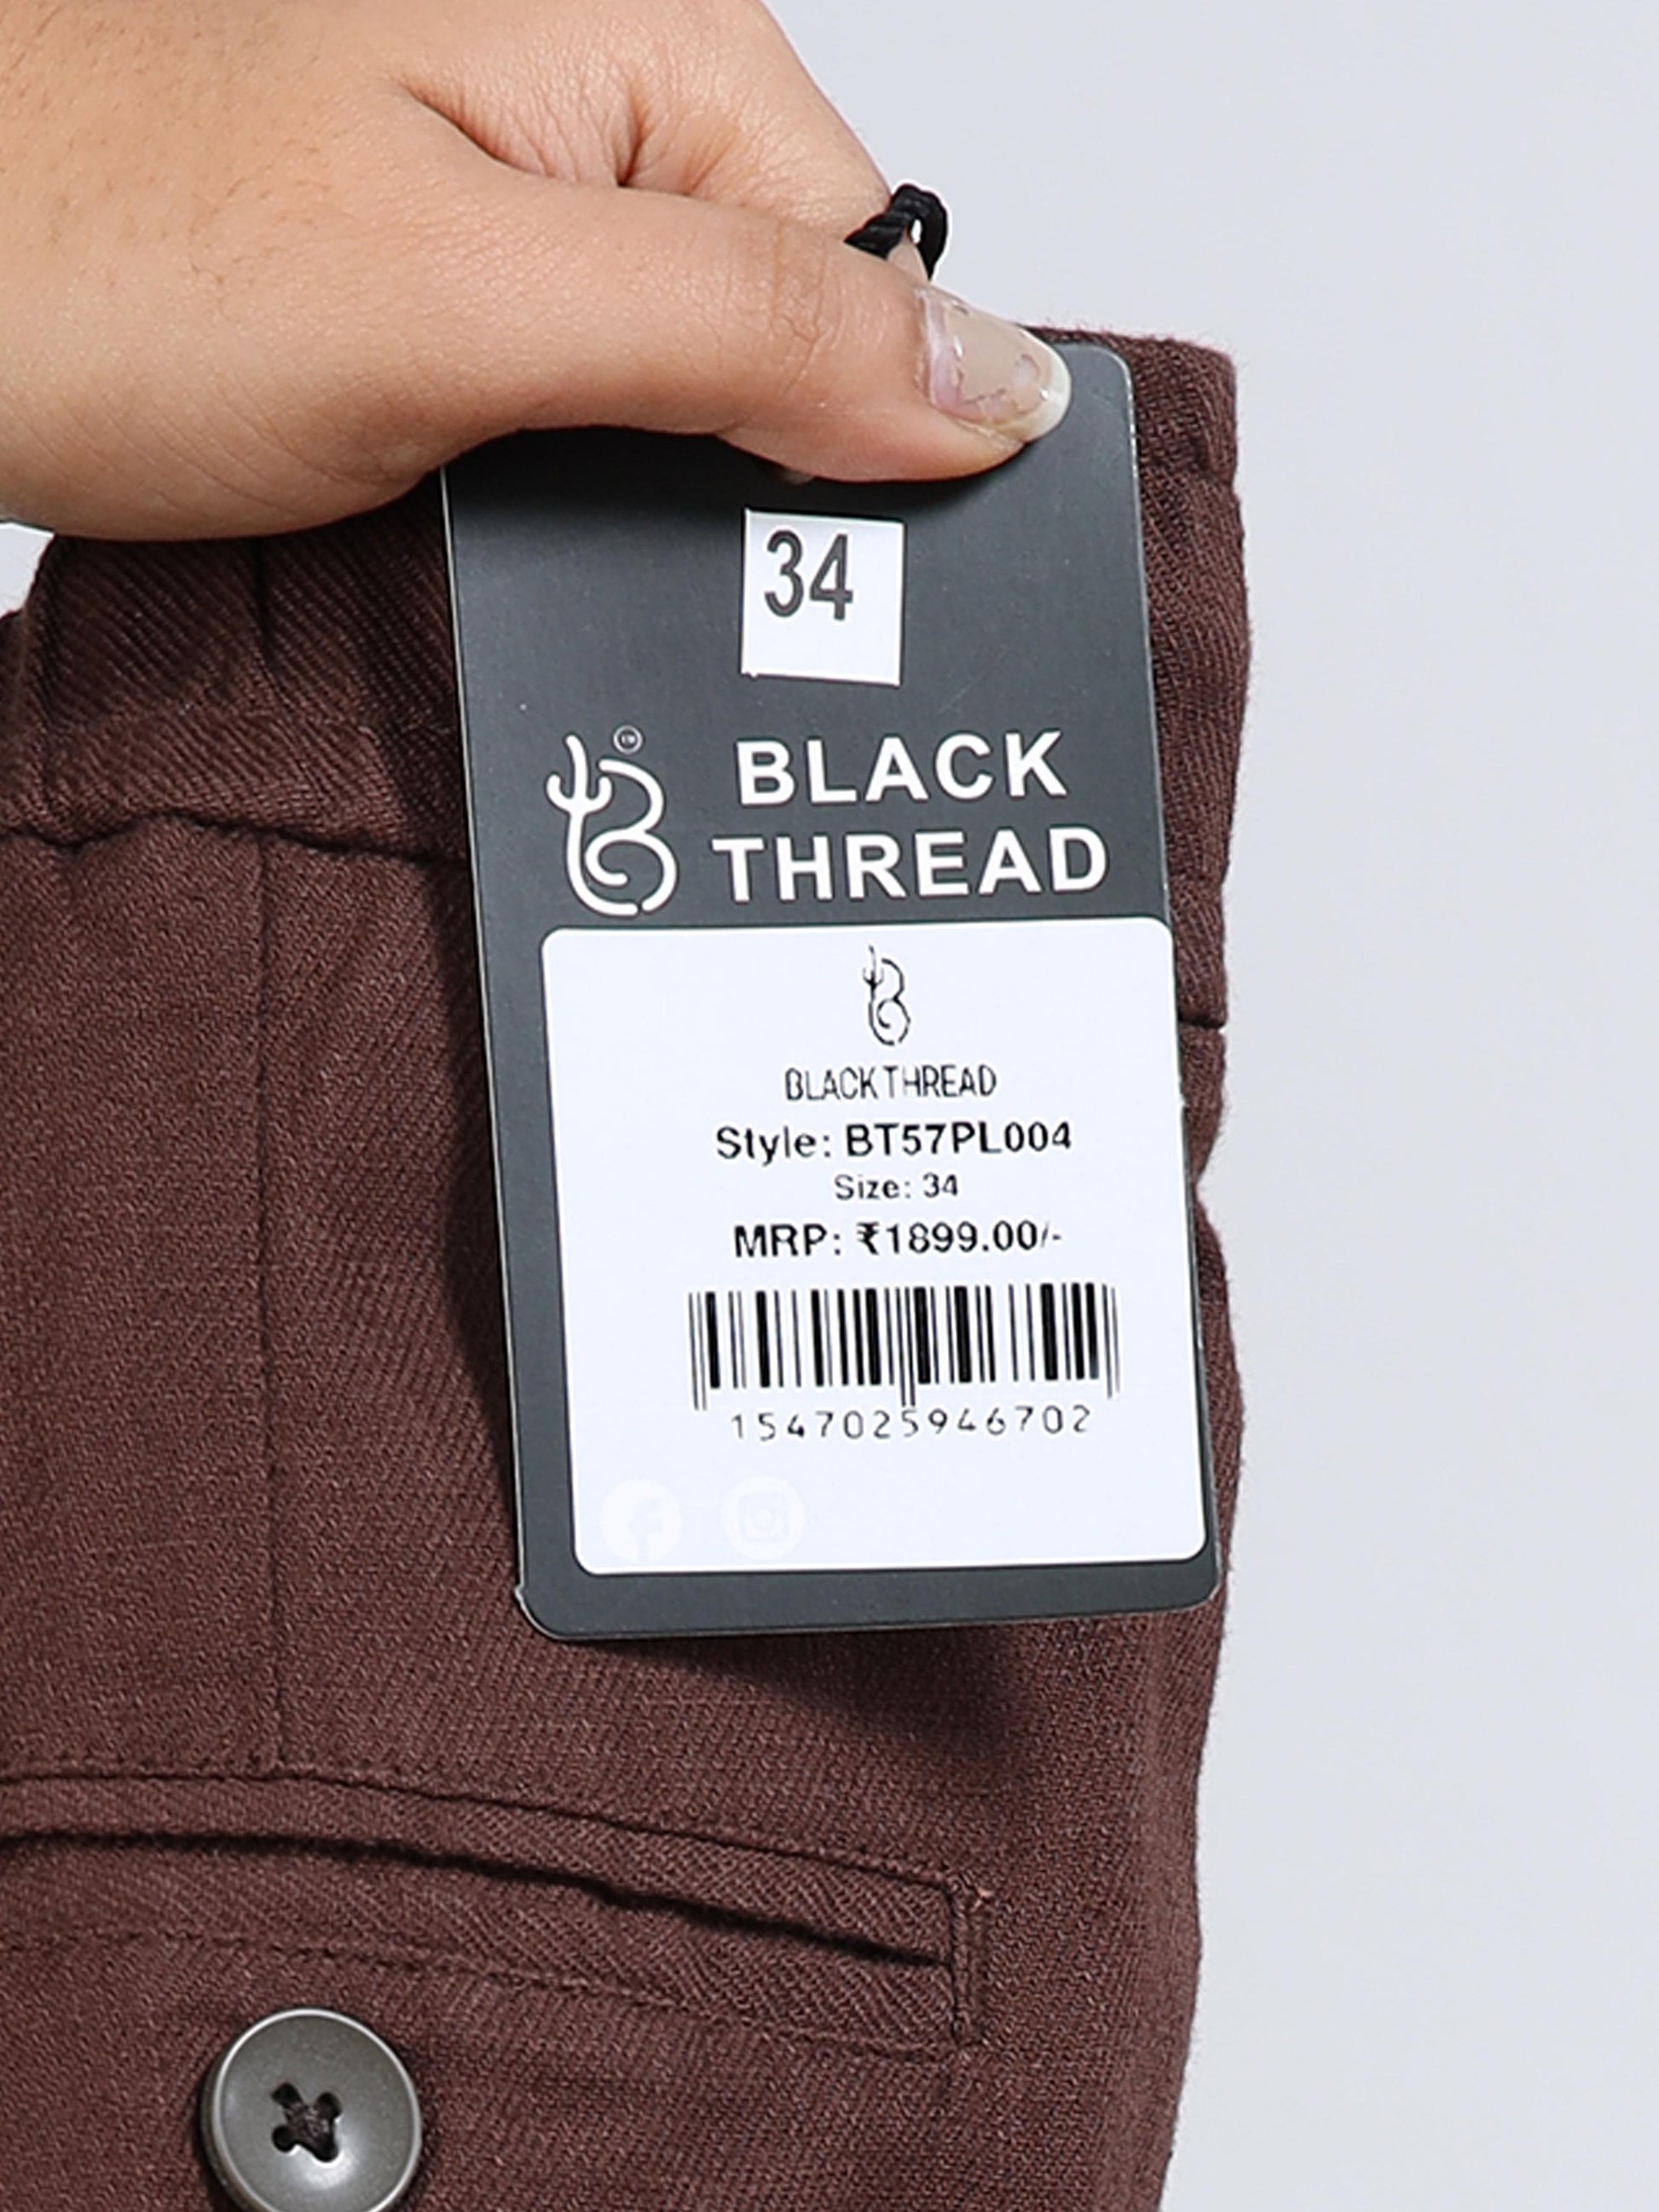 34
BLACK
THREAD
BLACK THREAD
Style: BT57PL004
Size: 34
MRP: ₹1899.00/-
1547025946702